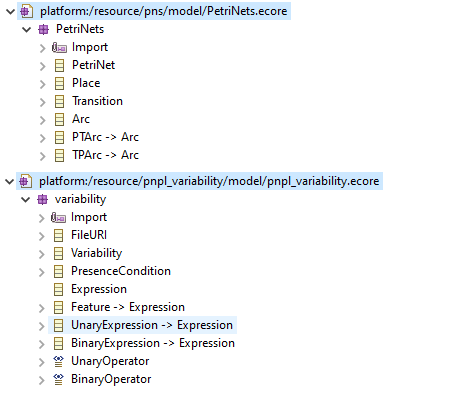 platform:/resource/pns/model/PetriNets.ecore
PetriNets
Import
PetriNet
Place
Transition
Arc
PTArc -> Arc
TPArc -> Arc
platform:/resource/pnpl_variability/model/pnpl_variability.ecore
variability
Import
FileURI
Variability
PresenceCondition
Expression
Feature -> Expression
UnaryExpression -> Expression
BinaryExpression -> Expression
UnaryOperator
BinaryOperator